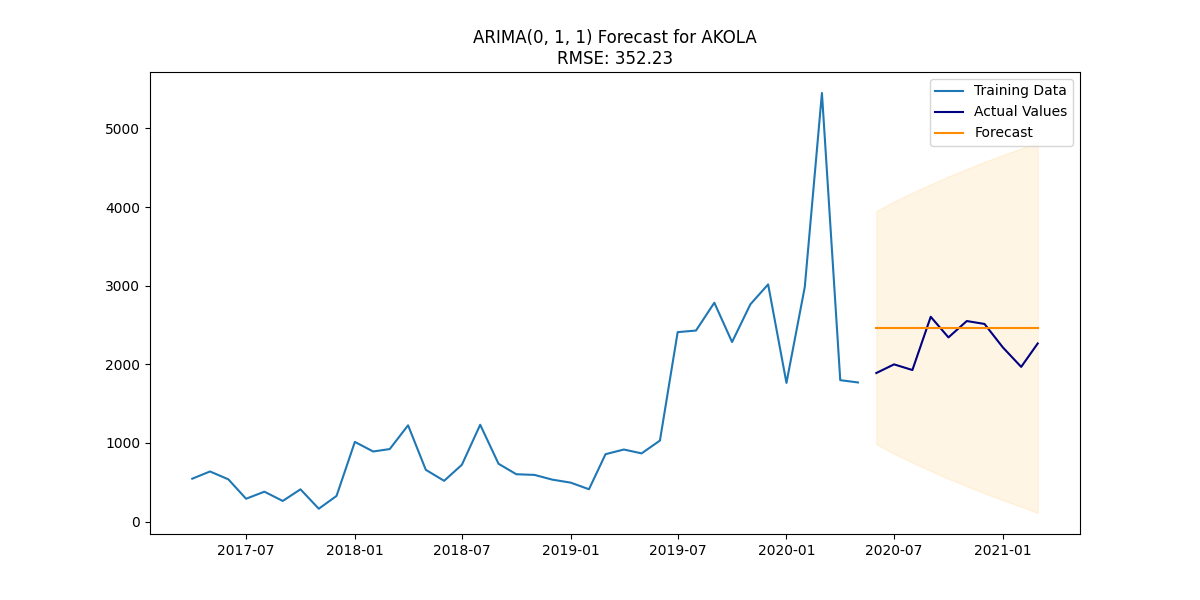 ARIMA(0, 1, 1) Forecast for AKOLA
RMSE: 352.23
Training Data
Actual Values
Forecast
5000
4000
3000
2000
1000
0
2017-07
2018-01
2018-07
2019-01
2019-07
2020-01
2020-07
2021-01